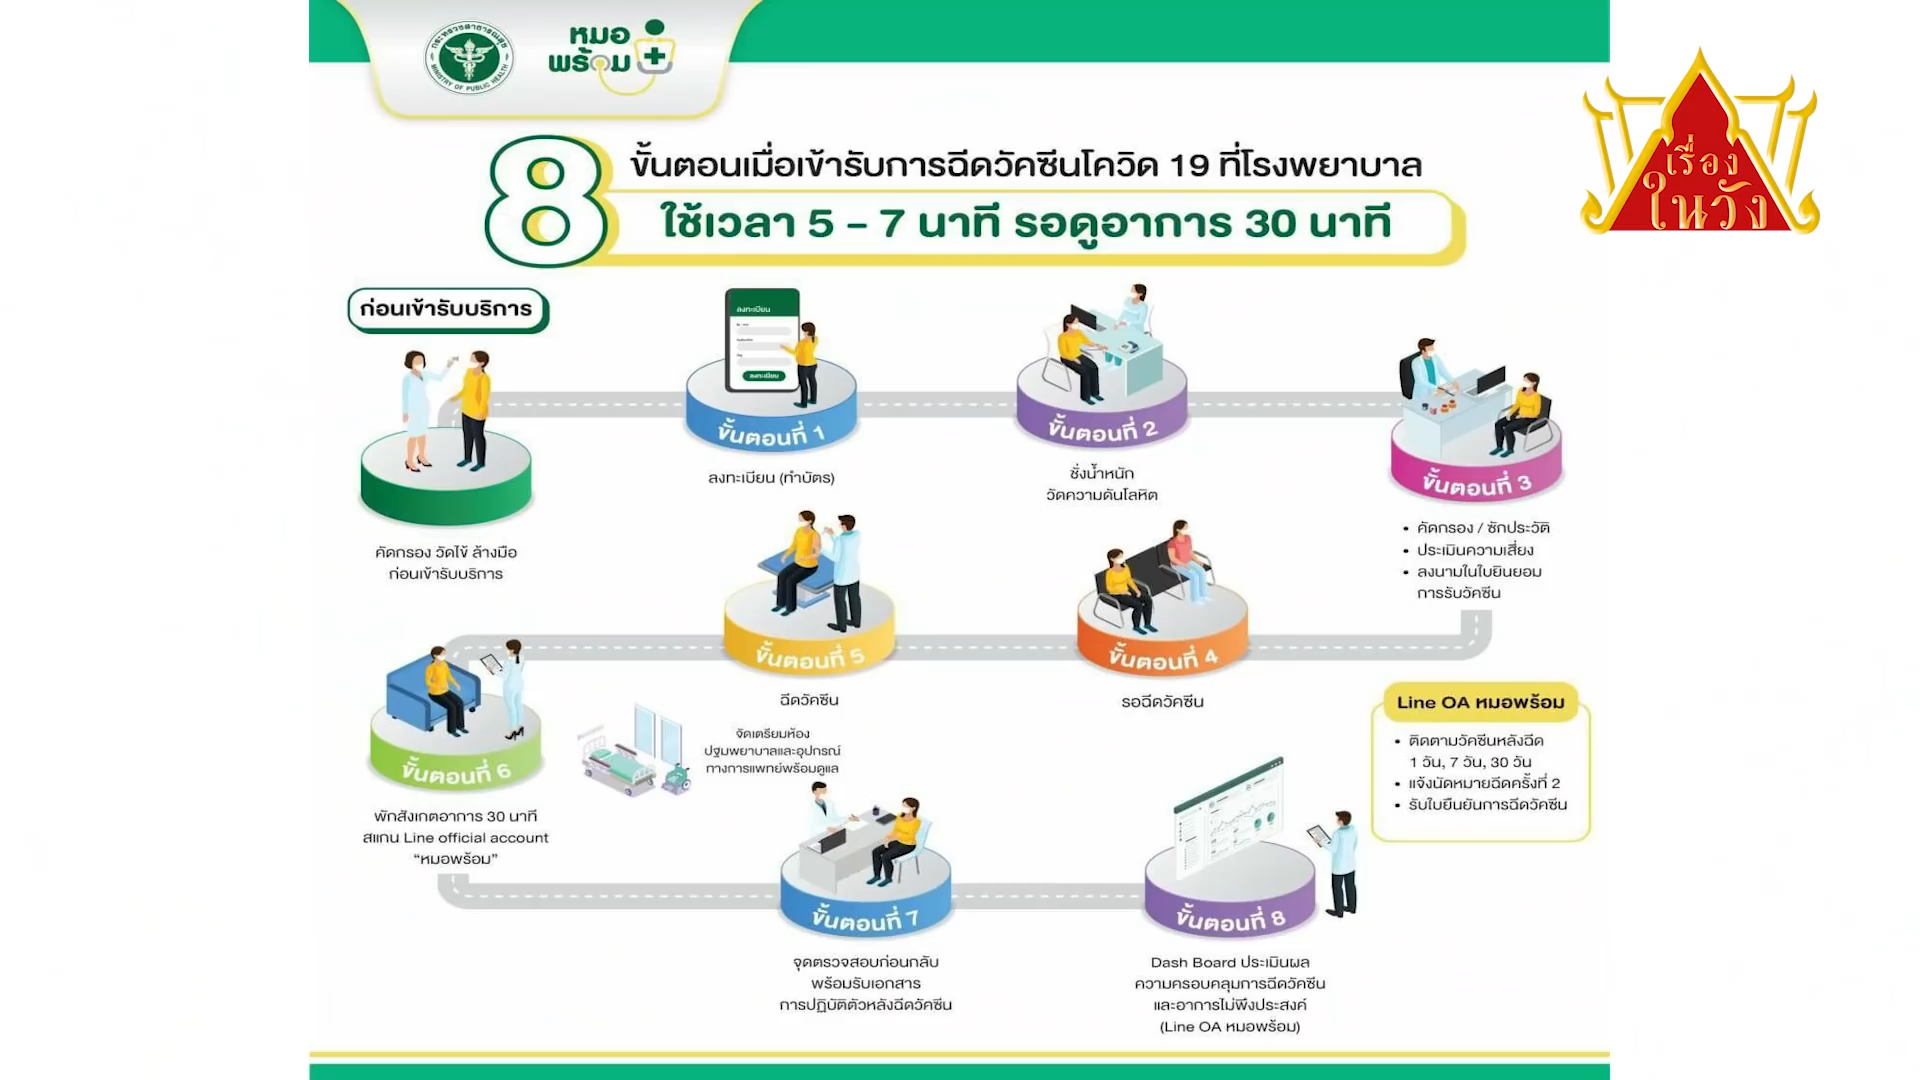 กระทรวงสาธารณสุข
MINISTRY OF PUBLIC HEALTH
หมอ
พร้อม
เรื่อง
ในวัง
8
ขั้นตอนเมื่อเข้ารับการฉีดวัคซีนโควิด 19 ที่โรงพยาบาล
ใช้เวลา 5 – 7 นาที รอดูอาการ 30 นาที
ก่อนเข้ารับบริการ
คัดกรอง วัดไข้ ล้างมือ
ก่อนเข้ารับบริการ
ลงทะเบียน
ลงทะเบียน
ขั้นตอนที่ 1
ลงทะเบียน (ทำบัตร)
ขั้นตอนที่ 2
ชั่งน้ำหนัก
วัดความดันโลหิต
ขั้นตอนที่ 3
• คัดกรอง / ซักประวัติ
• ประเมินความเสี่ยง
• ลงนามในใบยินยอม
การรับวัคซีน
ขั้นตอนที่ 4
รอฉีดวัคซีน
ขั้นตอนที่ 5
ฉีดวัคซีน
จัดเตรียมห้อง
ปฐมพยาบาลและอุปกรณ์
ทางการแพทย์พร้อมดูแล
ขั้นตอนที่ 6
พักสังเกตอาการ 30 นาที
สแกน Line official account
“หมอพร้อม”
ขั้นตอนที่ 7
จุดตรวจสอบก่อนกลับ
พร้อมรับเอกสาร
การปฏิบัติตัวหลังฉีดวัคซีน
ขั้นตอนที่ 8
Dash Board ประเมินผล
ความครอบคลุมการฉีดวัคซีน
และอาการไม่พึงประสงค์
(Line OA หมอพร้อม)
Line OA หมอพร้อม
• ติดตามวัคซีนหลังฉีด
1 วัน, 7 วัน, 30 วัน
• แจ้งนัดหมายฉีดครั้งที่ 2
• รับใบยืนยันการฉีดวัคซีน